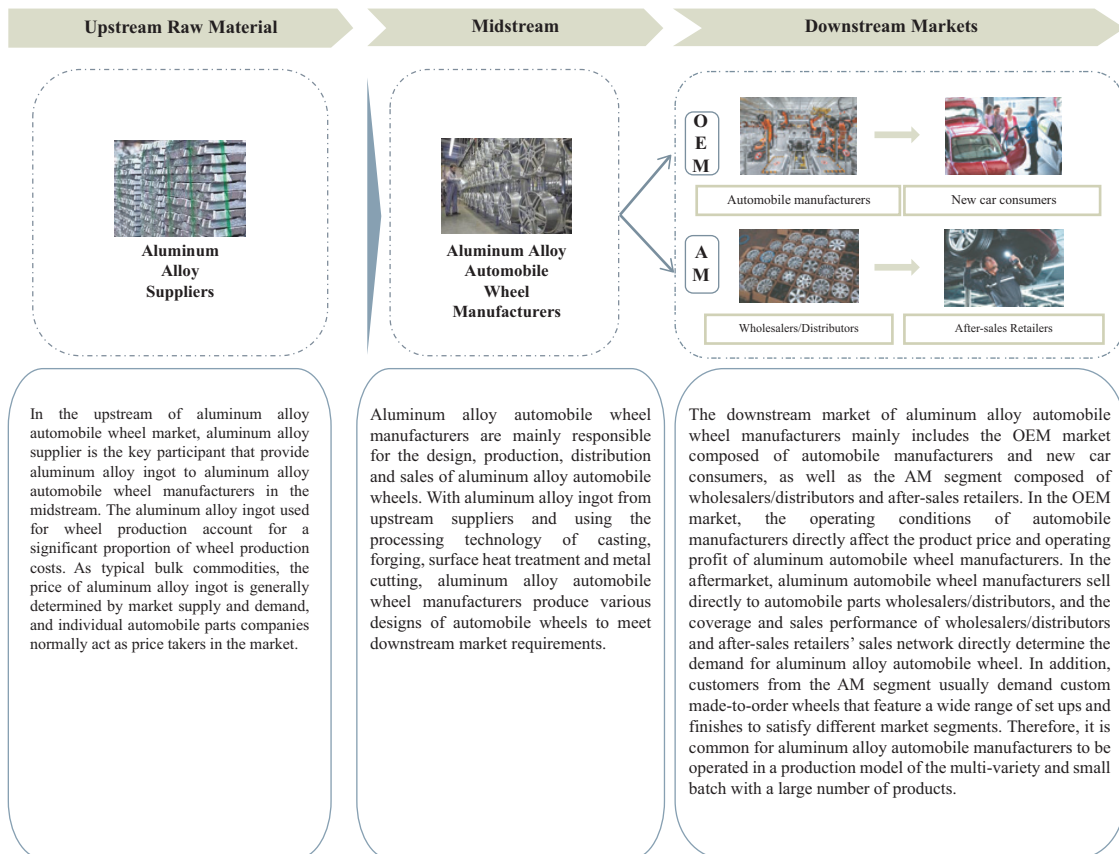 Upstream Raw Material
Midstream
Downstream Markets
Aluminum
Alloy
Suppliers
Aluminum Alloy
Automobile
Wheel
Manufacturers
O
E
M
Automobile manufacturers
New car consumers
A
M
Wholesalers/Distributors
After-sales Retailers
In the upstream of aluminum alloy
automobile wheel market, aluminum alloy
supplier is the key participant that provide
aluminum alloy ingot to aluminum alloy
automobile wheel manufacturers in the
midstream. The aluminum alloy ingot used
for wheel production account for a
significant proportion of wheel production
costs. As typical bulk commodities, the
price of aluminum alloy ingot is generally
determined by market supply and demand,
and individual automobile parts companies
normally act as price takers in the market.
Aluminum alloy automobile wheel
manufacturers are mainly responsible
for the design, production, distribution
and sales of aluminum alloy automobile
wheels. With aluminum alloy ingot from
upstream suppliers and using the
processing technology of casting,
forging, surface heat treatment and metal
cutting, aluminum alloy automobile
wheel manufacturers produce various
designs of automobile wheels to meet
downstream market requirements.
The downstream market of aluminum alloy automobile
wheel manufacturers mainly includes the OEM market
composed of automobile manufacturers and new car
consumers, as well as the AM segment composed of
wholesalers/distributors and after-sales retailers. In the OEM
market, the operating conditions of automobile
manufacturers directly affect the product price and operating
profit of aluminum automobile wheel manufacturers. In the
aftermarket, aluminum automobile wheel manufacturers sell
directly to automobile parts wholesalers/distributors, and the
coverage and sales performance of wholesalers/distributors
and after-sales retailers’ sales network directly determine the
demand for aluminum alloy automobile wheel. In addition,
customers from the AM segment usually demand custom
made-to-order wheels that feature a wide range of set ups and
finishes to satisfy different market segments. Therefore, it is
common for aluminum alloy automobile manufacturers to be
operated in a production model of the multi-variety and small
batch with a large number of products.